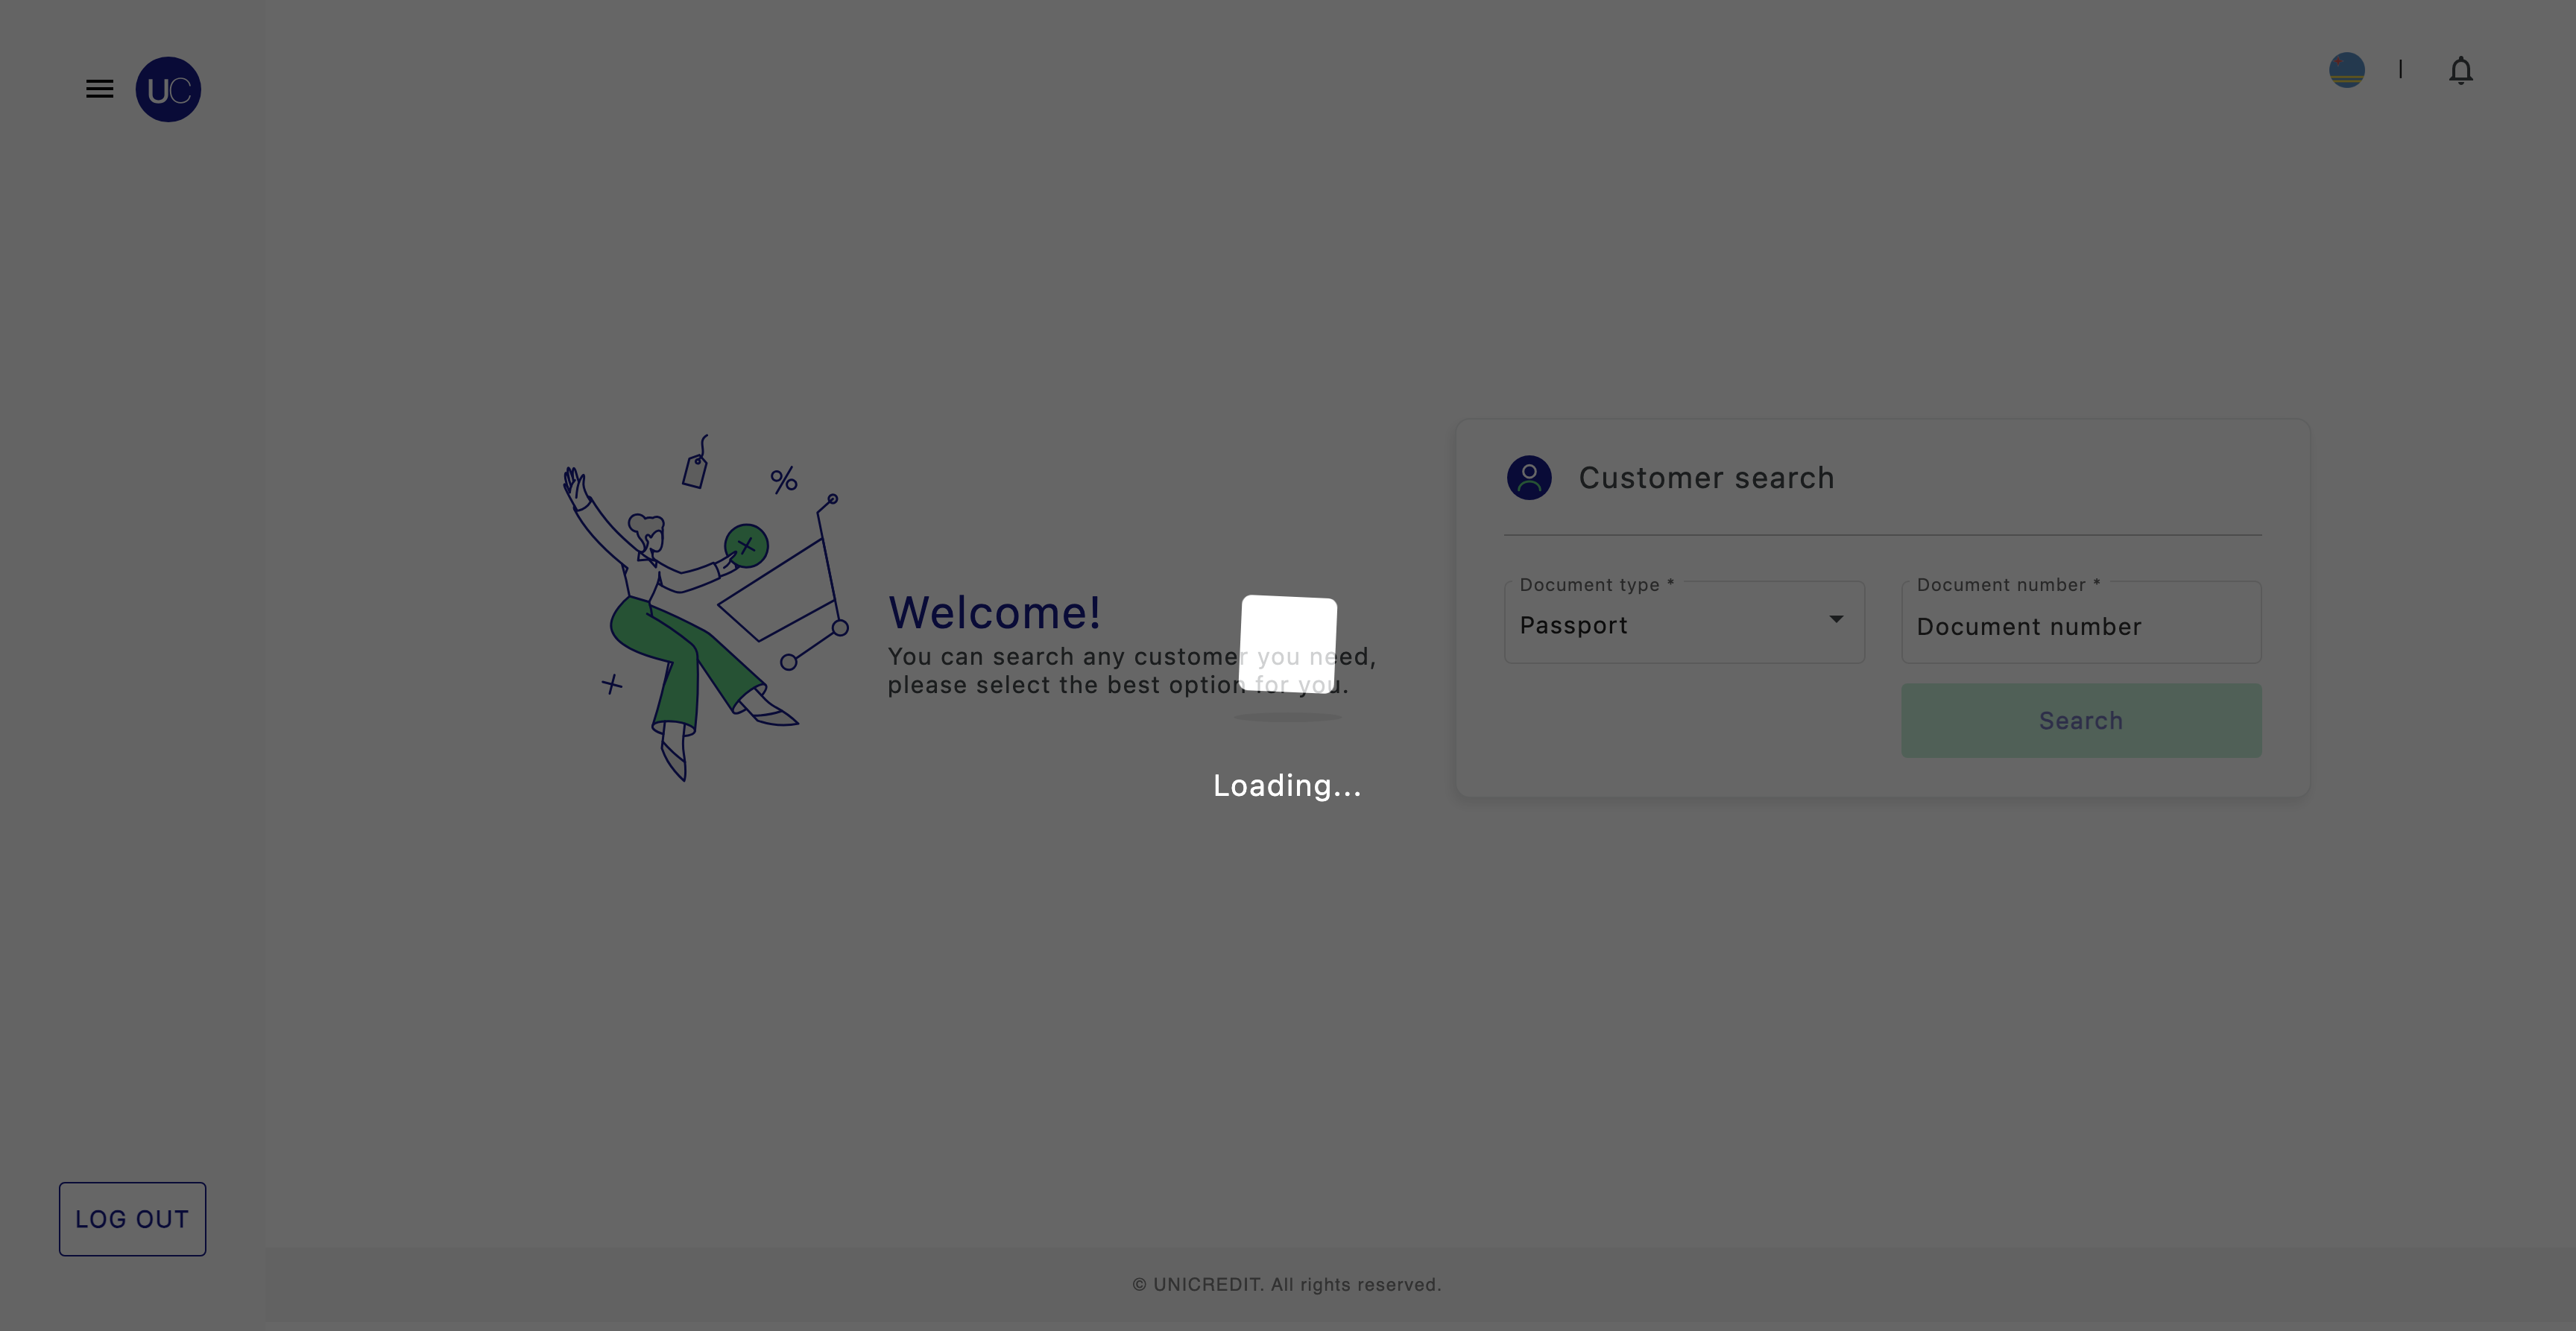 UC
Welcome!
You can search any customer you need,
please select the best option for you.
Loading...
Customer search
Document type *
Passport
Document number *
Document number
Search
LOG OUT
© UNICREDIT. All rights reserved.